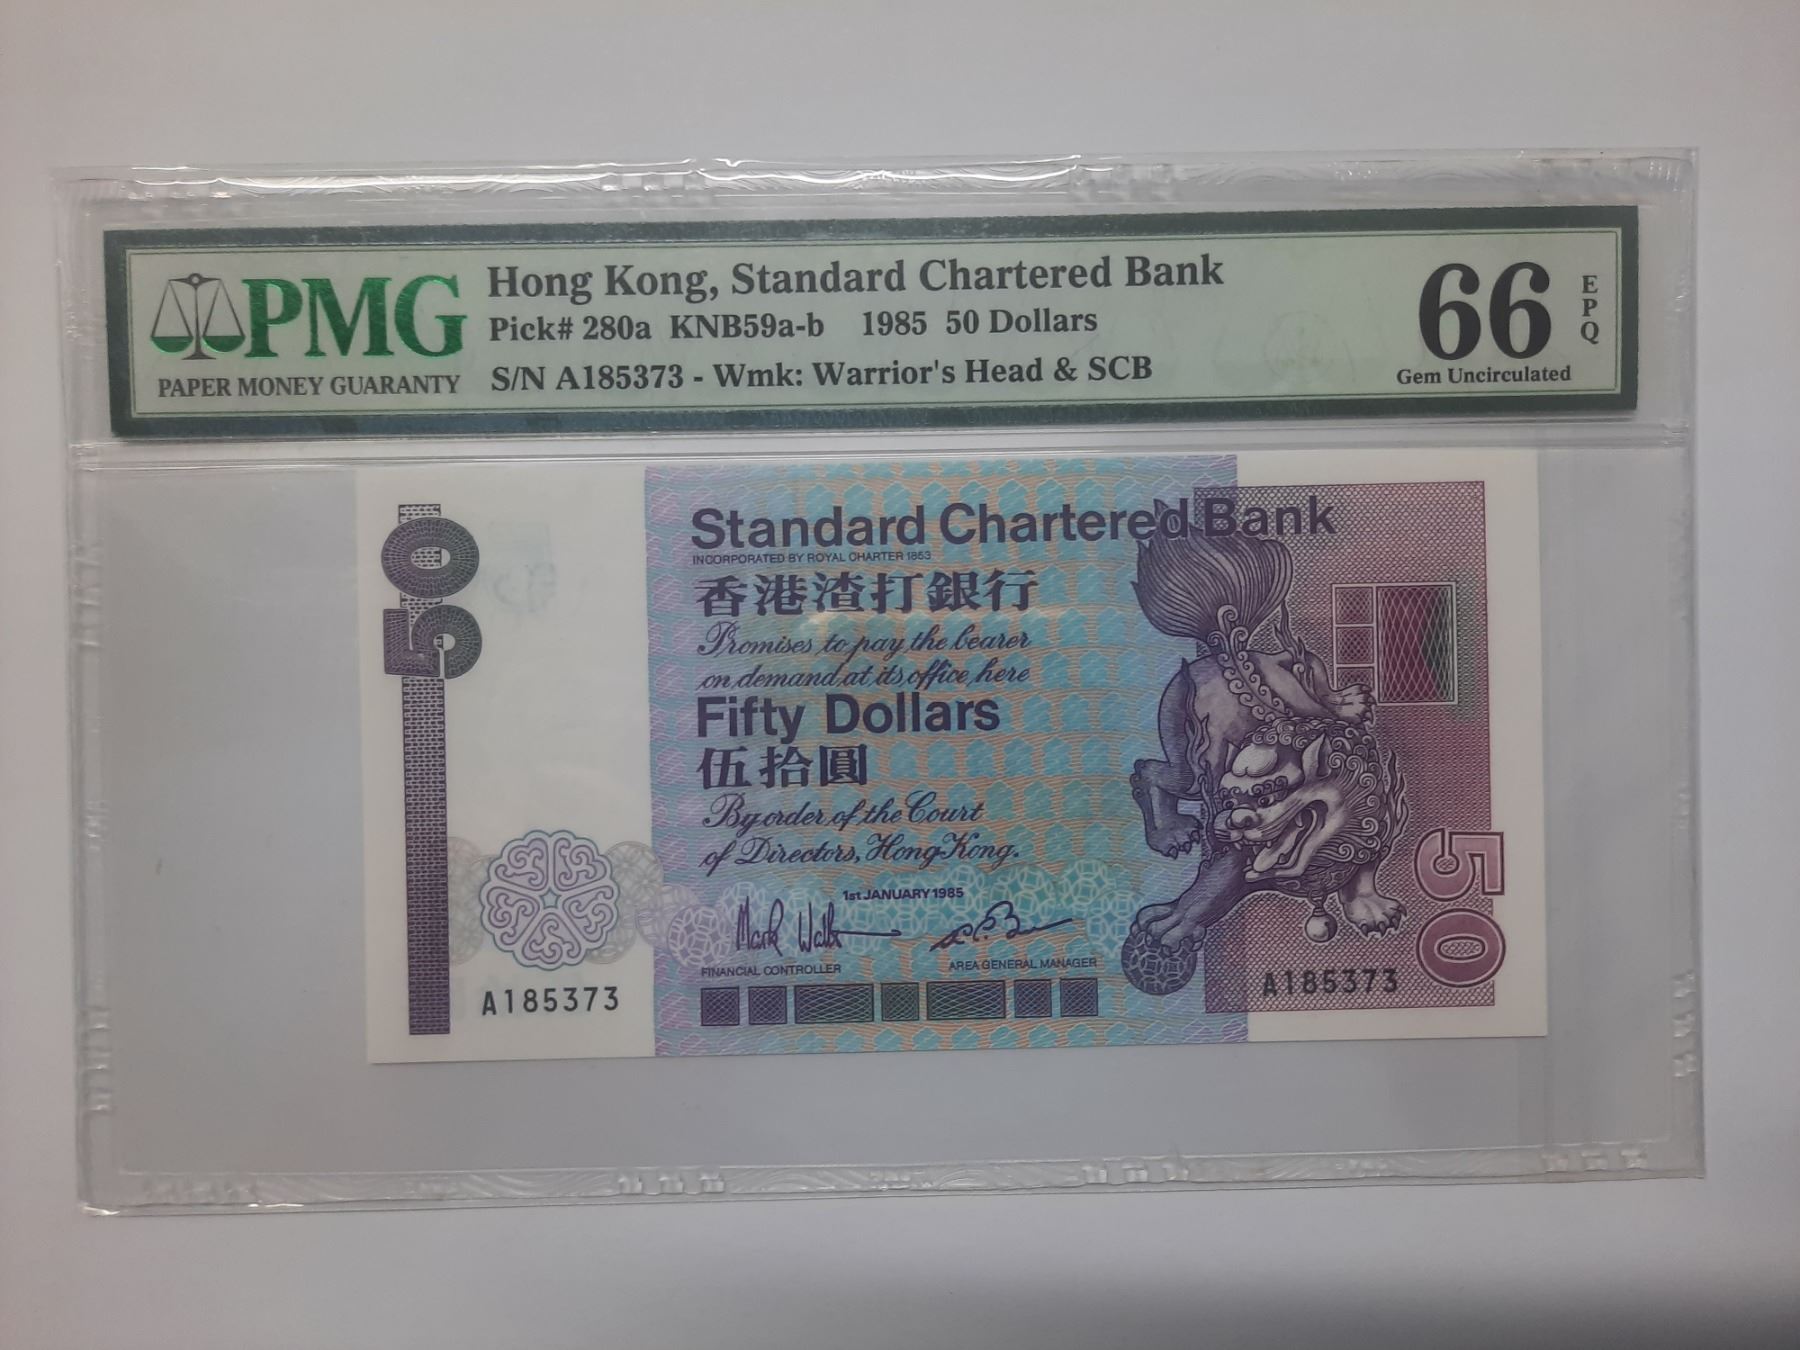 PMG
PAPER MONEY GUARANTY
Hong Kong, Standard Chartered Bank
Pick# 280a KNB59a-b 1985 50 Dollars
S/N A185373 - Wmk: Warrior's Head & SCB
66
EPQ
Gem Uncirculated
50
Standard Chartered Bank
INCORPORATED BY ROYAL CHARTER 1853
香港渣打銀行
Promises to pay the bearer
on demand at its office here
Fifty Dollars
伍拾圓
By order of the Court
of Directors, Hong Kong.
1st JANUARY 1985
Mark
FINANCIAL CONTROLLER
AREA GENERAL MANAGER
A185373
A185373
50